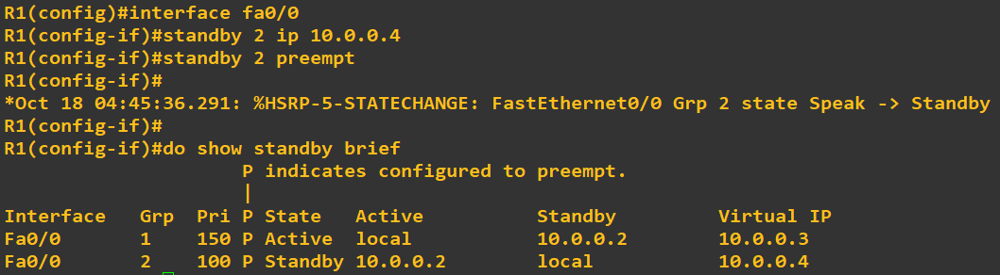 R1(config)#interface fa0/0
R1(config-if)#standby 2 ip 10.0.0.4
R1(config-if)#standby 2 preempt
R1(config-if)#
*Oct 18 04:45:36.291: %HSRP-5-STATECHANGE: FastEthernet0/0 Grp 2 state Speak -> Standby
R1(config-if)#
R1(config-if)#do show standby brief
                     P indicates configured to preempt.
                     |
Interface   Grp  Pri P State   Active          Standby         Virtual IP
Fa0/0       1    150 P Active  local           10.0.0.2        10.0.0.3
Fa0/0       2    100 P Standby 10.0.0.2        local           10.0.0.4